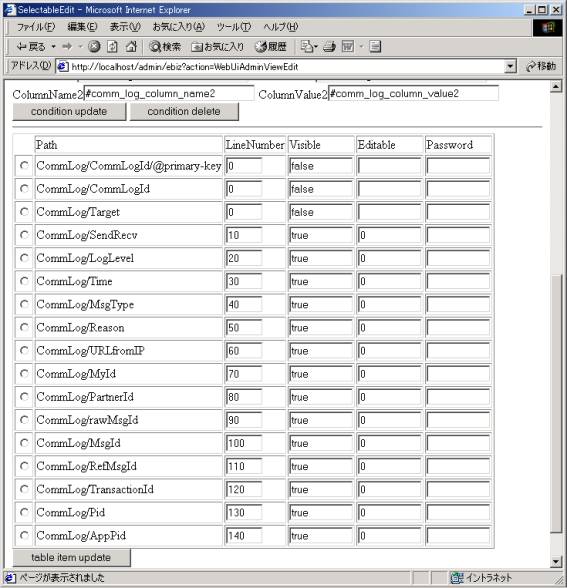 SelectableEdit - Microsoft Internet Explorer
ファイル(F) 編集(E) 表示(V) お気に入り(A) ツール(T) ヘルプ(H)
戻る 検索 お気に入り 履歴
アドレス(D) http://localhost/admin/ebiz?action=WebUiAdminViewEdit 移動
ColumnName2 #comm_log_column_name2 ColumnValue2 #comm_log_column_value2
condition update condition delete
Path LineNumber Visible Editable Password
CommLog/CommLogId/@primary-key 0 false
CommLog/CommLogId 0 false
CommLog/Target 0 false
CommLog/SendRecv 10 true 0
CommLog/LogLevel 20 true 0
CommLog/Time 30 true 0
CommLog/MsgType 40 true 0
CommLog/Reason 50 true 0
CommLog/URLfromIP 60 true 0
CommLog/MyId 70 true 0
CommLog/PartnerId 80 true 0
CommLog/rawMsgId 90 true 0
CommLog/MsgId 100 true 0
CommLog/RefMsgId 110 true 0
CommLog/TransactionId 120 true 0
CommLog/Pid 130 true 0
CommLog/AppPid 140 true 0
table item update
ページが表示されました イントラネット